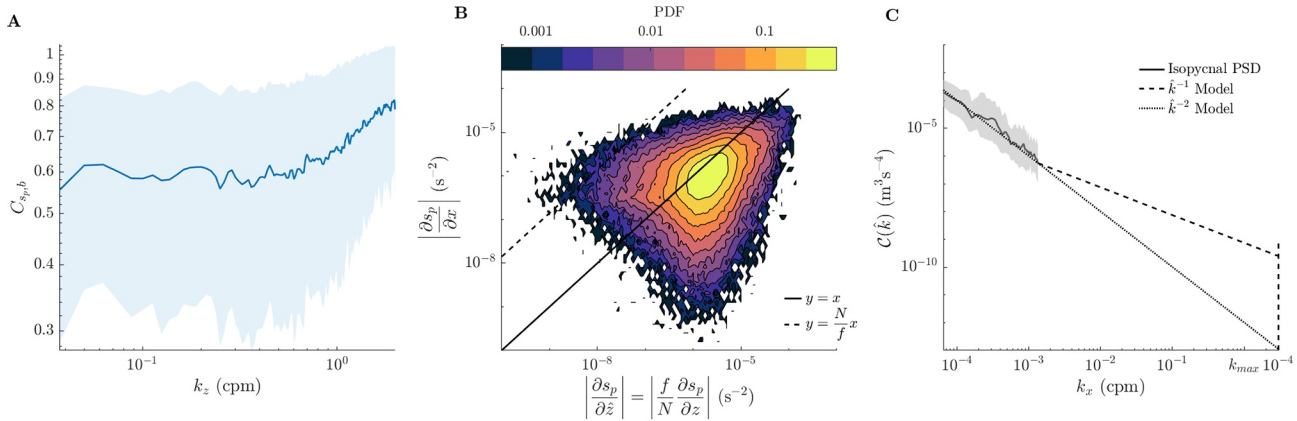 A
1
0.9
0.8
0.7
0.6
0.5
0.4
0.3
C_{s_p,b}
10^{-1}
10^{0}
k_z (cpm)
B
PDF
0.001
0.01
0.1
10^{-5}
10^{-8}
|∂s_p/∂x| (s^{-2})
y = x
y = N/f x
10^{-8}
10^{-5}
|∂s_p/∂ẑ| = |f/N ∂s_p/∂z| (s^{-2})
C
Isopycnal PSD
k̂^{-1} Model
k̂^{-2} Model
10^{-5}
10^{-10}
𝒞(k̂) (m^3s^{-4})
10^{-4}
10^{-3}
10^{-2}
10^{-1}
k_{max}
10^{-4}
k_x (cpm)